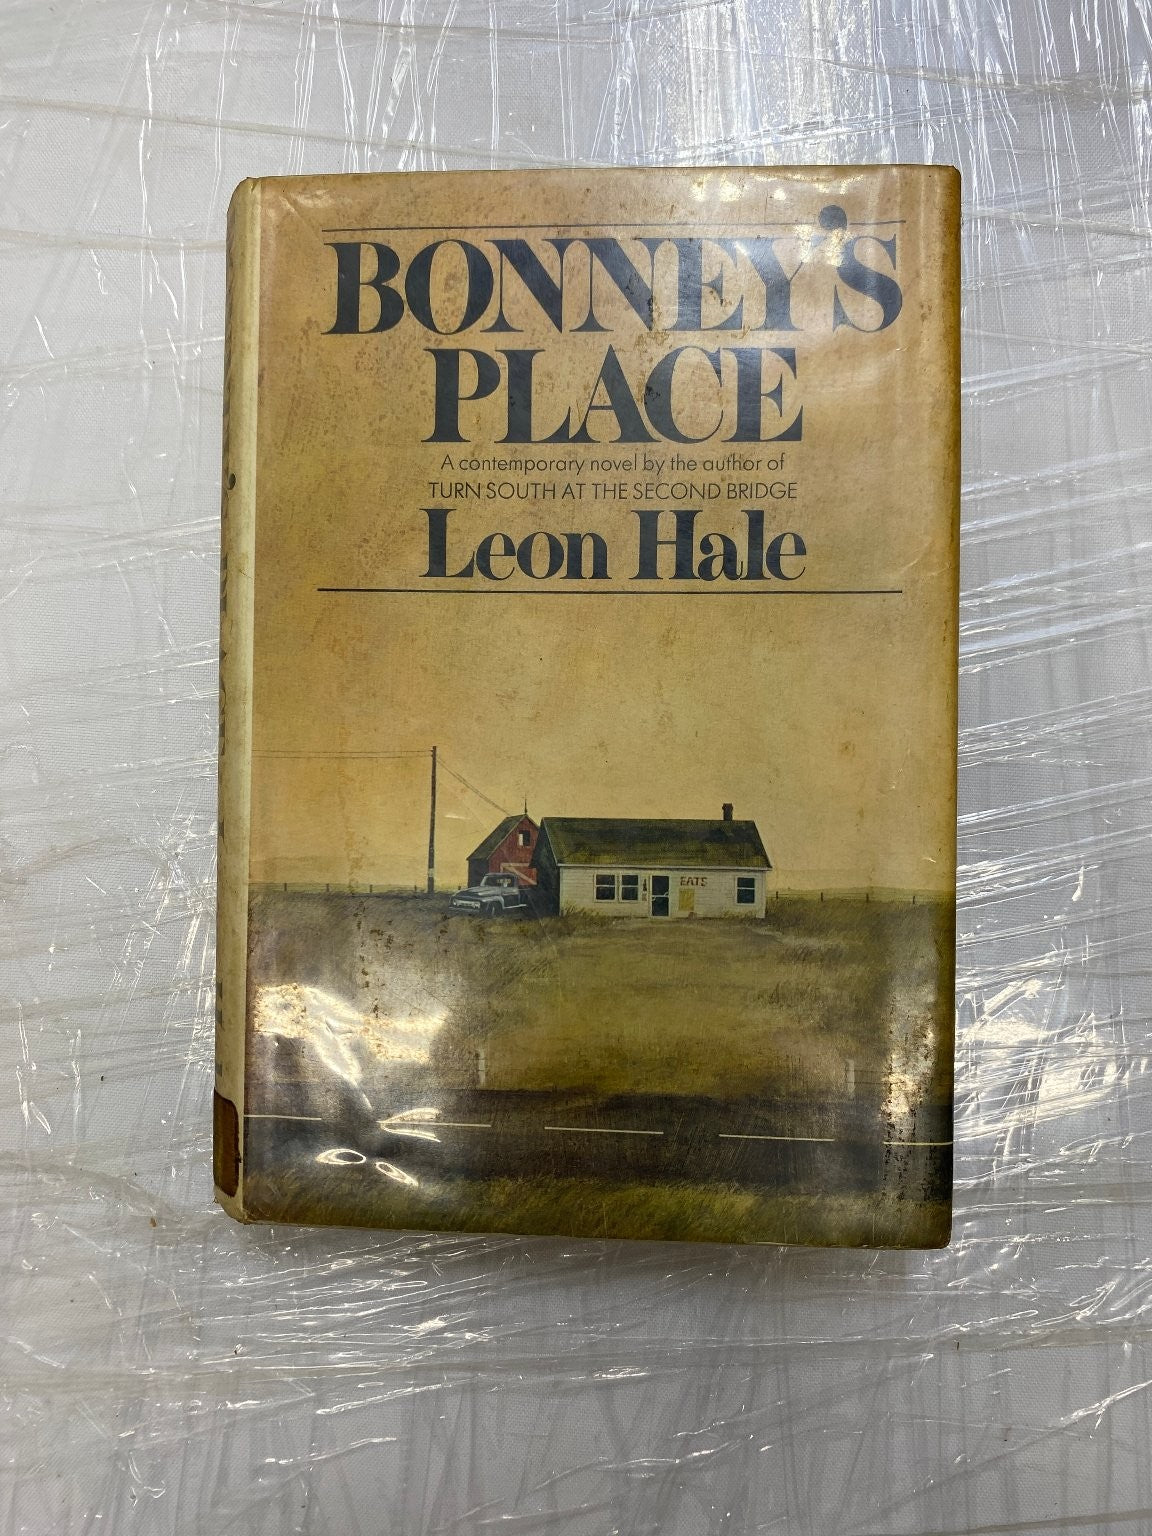 BONNEY'S
PLACE
A contemporary novel by the author of
TURN SOUTH AT THE SECOND BRIDGE
Leon Hale
EATS